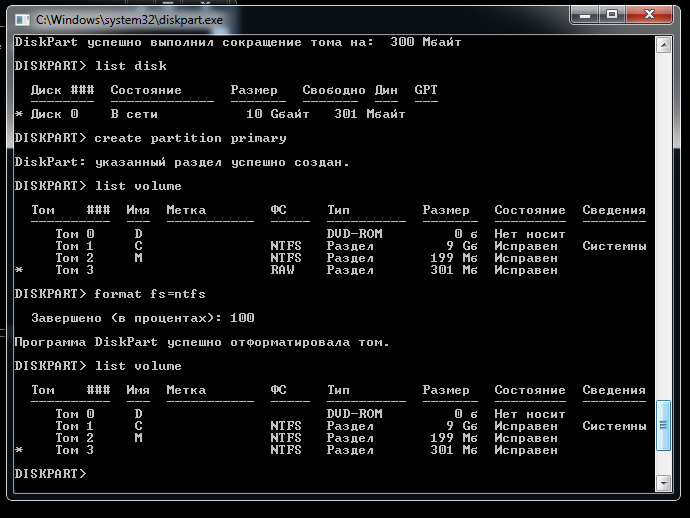 C:\Windows\system32\diskpart.exe
DiskPart успешно выполнил сокращение тома на: 300 Мбайт
DISKPART> list disk
Диск ### Состояние Размер Свободно Дин GPT
-------- ------------- ------- ------- --- ---
* Диск 0 В сети 10 Gбайт 301 Мбайт
DISKPART> create partition primary
DiskPart: указанный раздел успешно создан.
DISKPART> list volume
Том ### Имя Метка ФС Тип Размер Состояние Сведения
---------- --- ----------- ----- ---------- ------- --------- --------
Том 0 D DVD-ROM 0 б Нет носит
Том 1 C NTFS Раздел 9 Gб Исправен Системны
Том 2 M NTFS Раздел 199 Мб Исправен
* Том 3 RAW Раздел 301 Мб Исправен
DISKPART> format fs=ntfs
Завершено (в процентах): 100
Программа DiskPart успешно отформатировала том.
DISKPART> list volume
Том ### Имя Метка ФС Тип Размер Состояние Сведения
---------- --- ----------- ----- ---------- ------- --------- --------
Том 0 D DVD-ROM 0 б Нет носит
Том 1 C NTFS Раздел 9 Gб Исправен Системны
Том 2 M NTFS Раздел 199 Мб Исправен
* Том 3 NTFS Раздел 301 Мб Исправен
DISKPART>